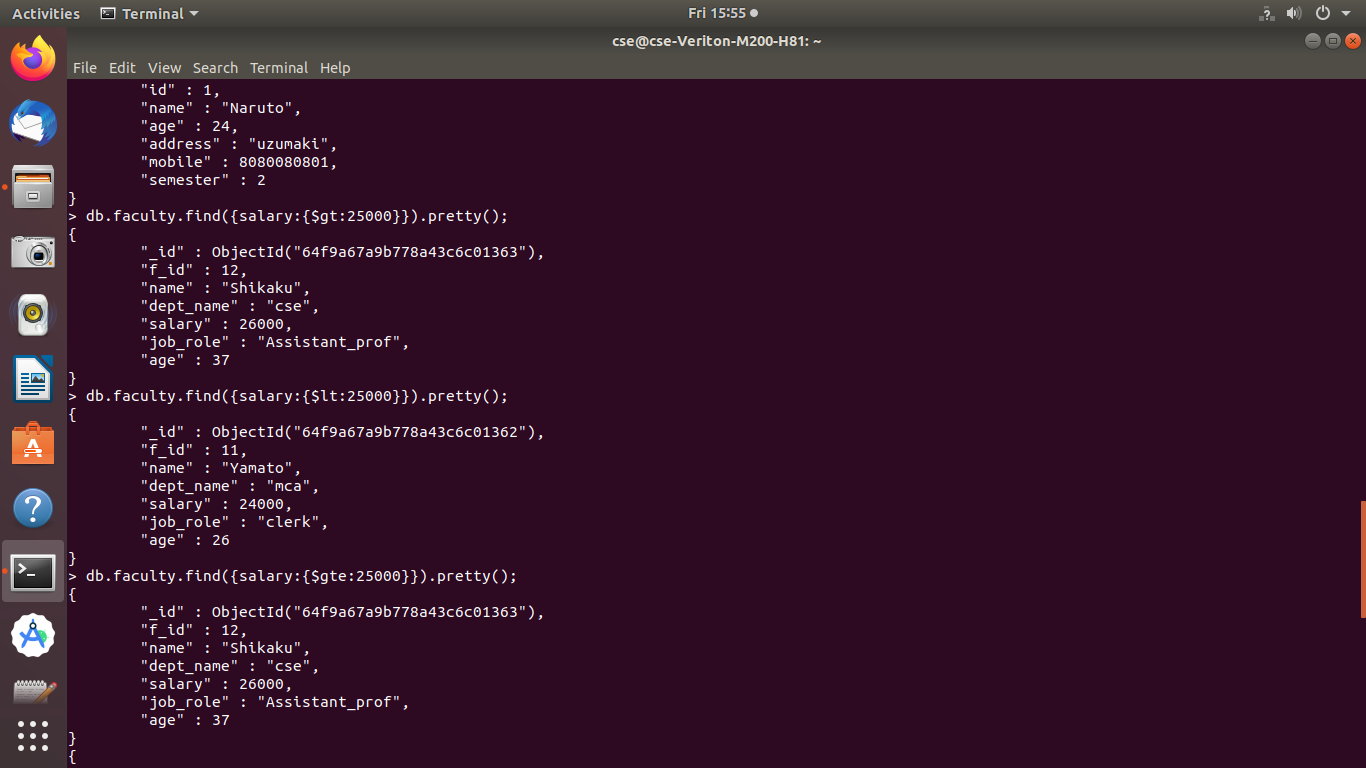 Activities Terminal Fri 15:55
cse@cse-Veriton-M200-H81: ~
File Edit View Search Terminal Help
"id" : 1,
"name" : "Naruto",
"age" : 24,
"address" : "uzumaki",
"mobile" : 8080080801,
"semester" : 2
}
> db.faculty.find({salary:{$gt:25000}}).pretty();
{
"_id" : ObjectId("64f9a67a9b778a43c6c01363"),
"f_id" : 12,
"name" : "Shikaku",
"dept_name" : "cse",
"salary" : 26000,
"job_role" : "Assistant_prof",
"age" : 37
}
> db.faculty.find({salary:{$lt:25000}}).pretty();
{
"_id" : ObjectId("64f9a67a9b778a43c6c01362"),
"f_id" : 11,
"name" : "Yamato",
"dept_name" : "mca",
"salary" : 24000,
"job_role" : "clerk",
"age" : 26
}
> db.faculty.find({salary:{$gte:25000}}).pretty();
{
"_id" : ObjectId("64f9a67a9b778a43c6c01363"),
"f_id" : 12,
"name" : "Shikaku",
"dept_name" : "cse",
"salary" : 26000,
"job_role" : "Assistant_prof",
"age" : 37
}
{